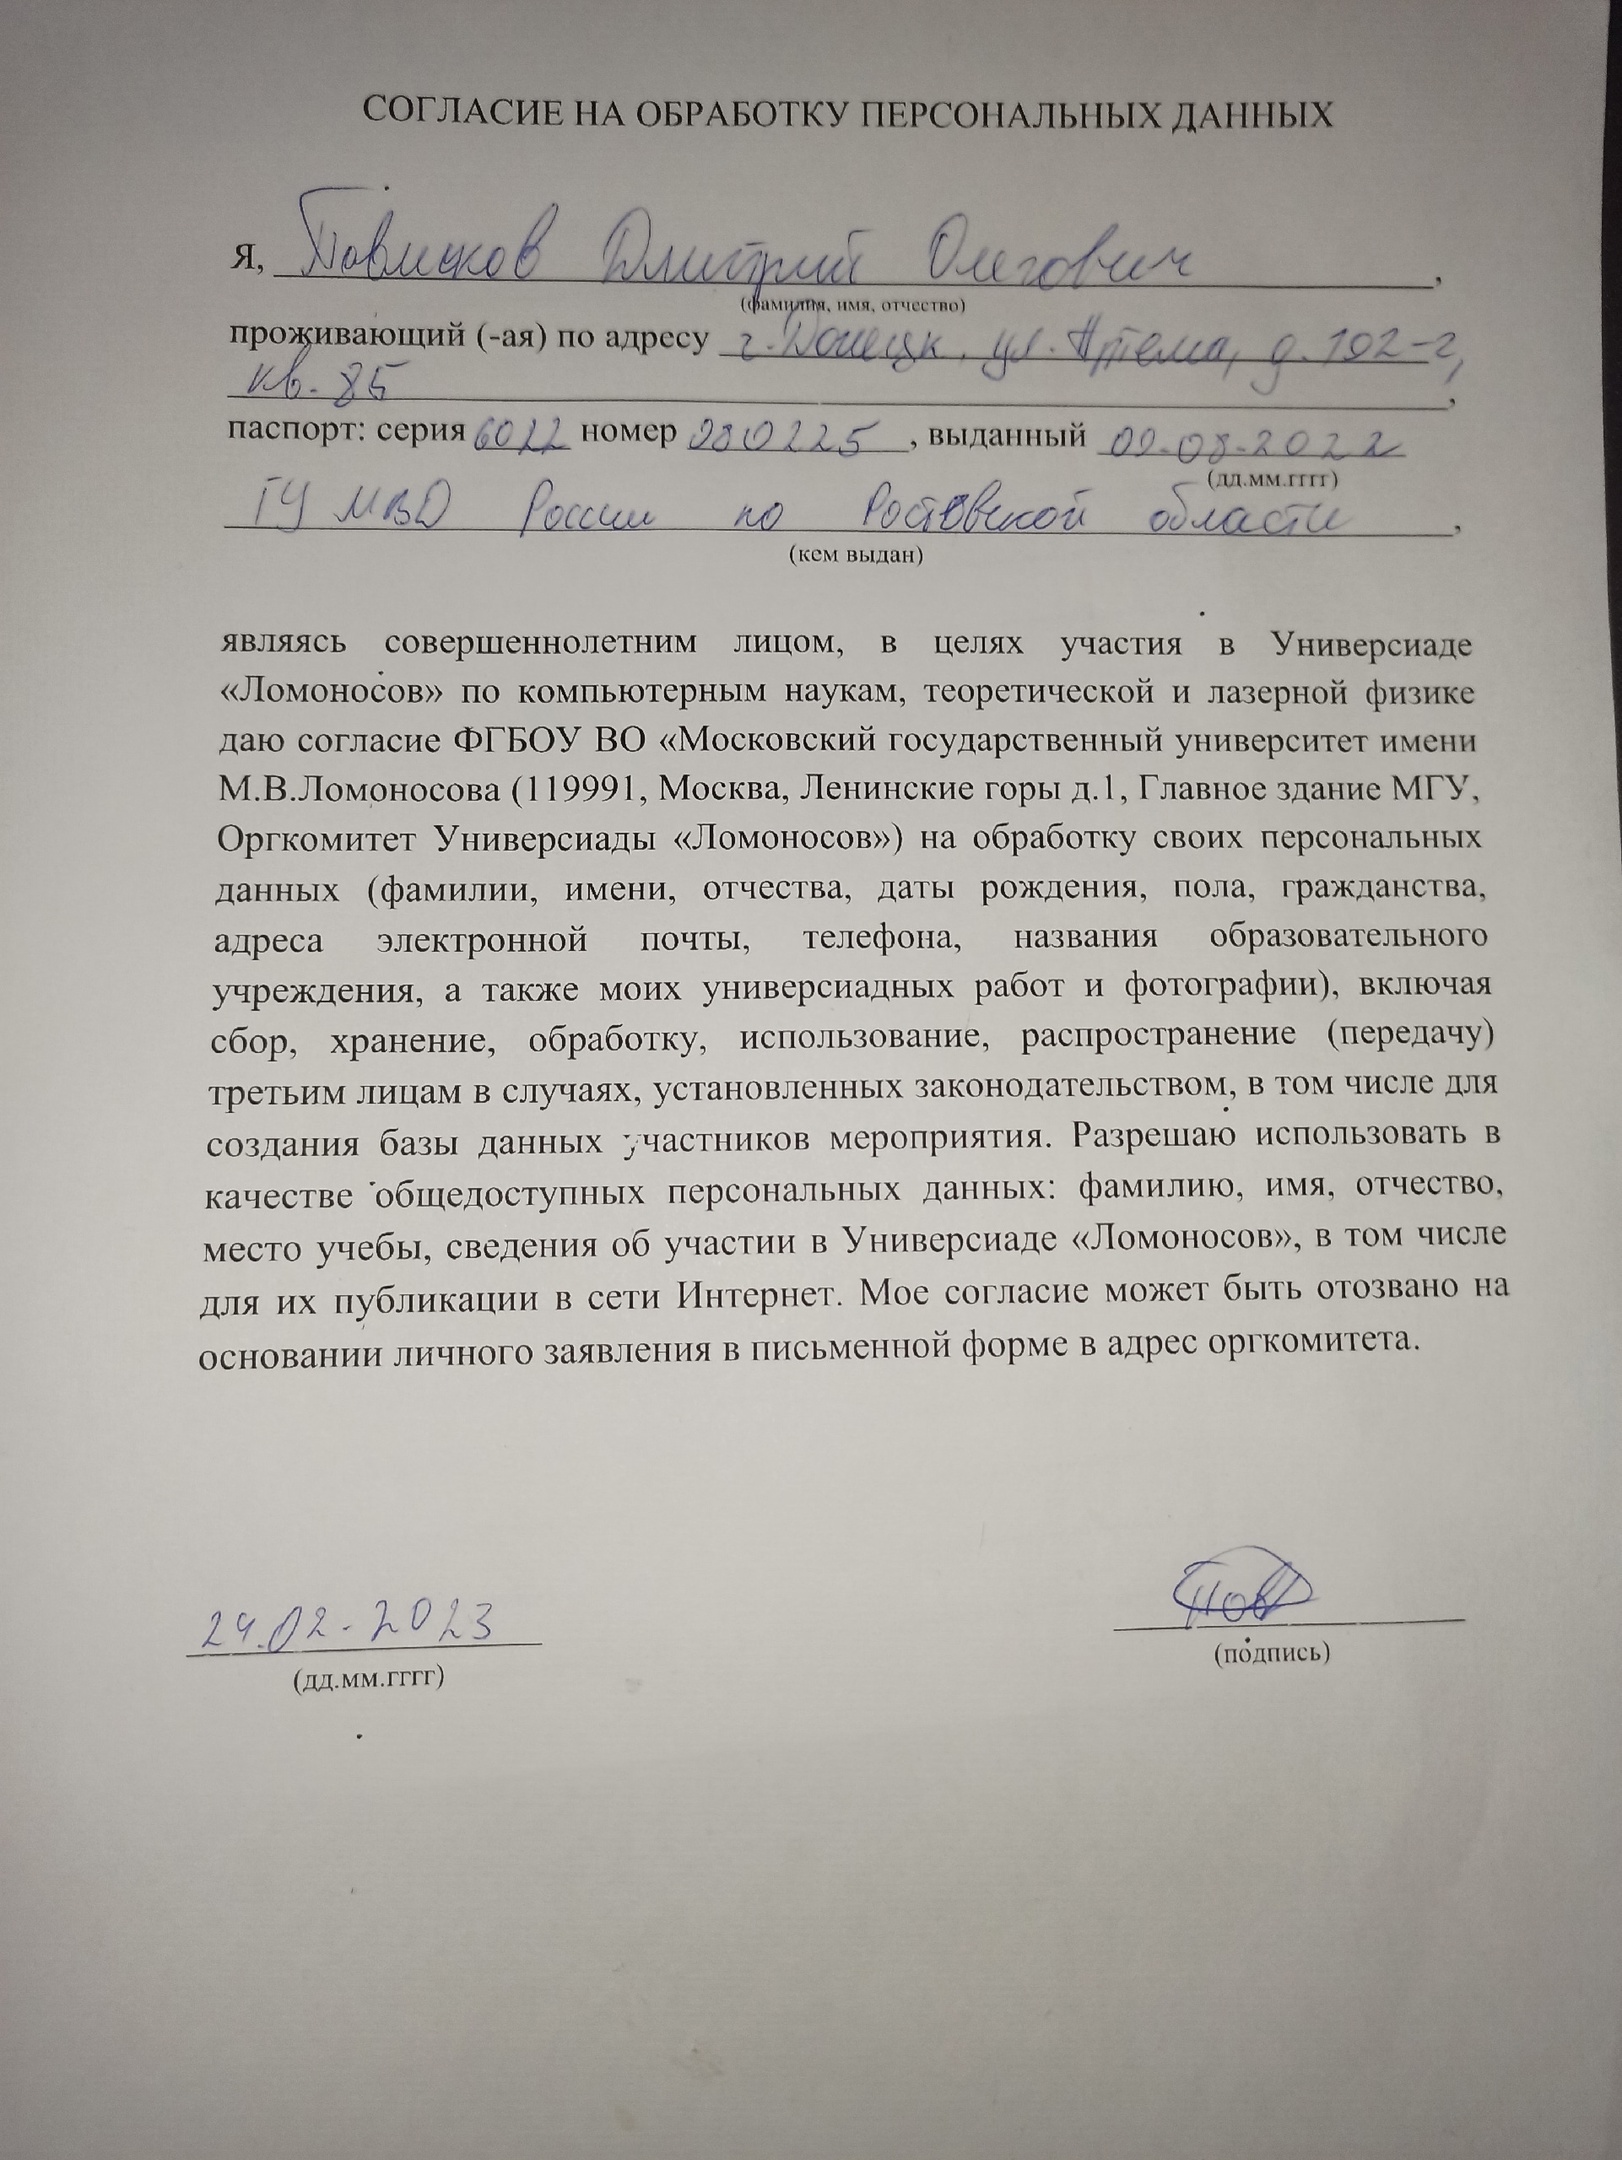 СОГЛАСИЕ НА ОБРАБОТКУ ПЕРСОНАЛЬНЫХ ДАННЫХ
Я, Дмитрий Олегович,
(фамилия, имя, отчество)
проживающий (-ая) по адресу г. Донецк, ул. Артема, д. 102-г,
кв. 85,
паспорт: серия 6022 номер , выданный 09.08.2022
(дд.мм.гггг)
ГУ МВД России по Ростовской области,
(кем выдан)
являясь совершеннолетним лицом, в целях участия в Универсиаде
«Ломоносов» по компьютерным наукам, теоретической и лазерной физике
даю согласие ФГБОУ ВО «Московский государственный университет имени
М.В.Ломоносова (119991, Москва, Ленинские горы д.1, Главное здание МГУ,
Оргкомитет Универсиады «Ломоносов») на обработку своих персональных
данных (фамилии, имени, отчества, даты рождения, пола, гражданства,
адреса электронной почты, телефона, названия образовательного
учреждения, а также моих универсиадных работ и фотографии), включая
сбор, хранение, обработку, использование, распространение (передачу)
третьим лицам в случаях, установленных законодательством, в том числе для
создания базы данных участников мероприятия. Разрешаю использовать в
качестве общедоступных персональных данных: фамилию, имя, отчество,
место учебы, сведения об участии в Универсиаде «Ломоносов», в том числе
для их публикации в сети Интернет. Мое согласие может быть отозвано на
основании личного заявления в письменной форме в адрес оргкомитета.
24.02.2023
(дд.мм.гггг)
(подпись)